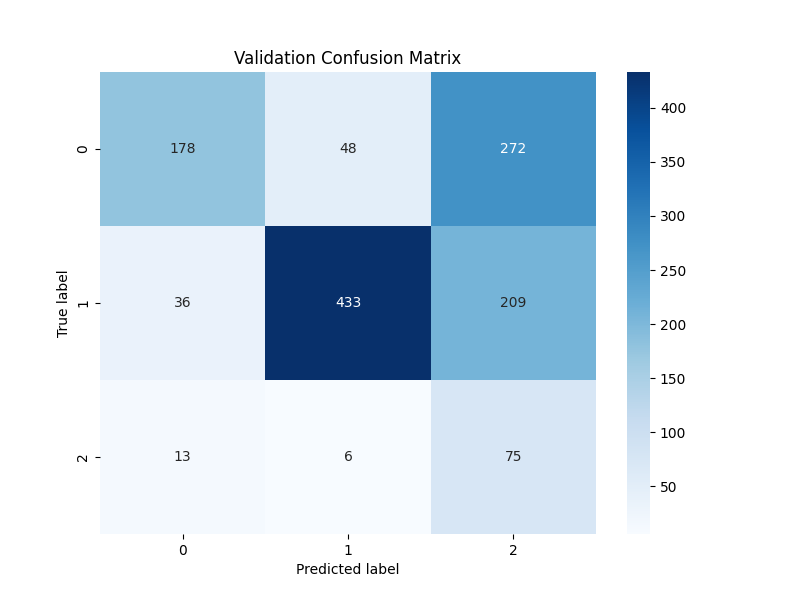 Validation Confusion Matrix
0 178 48 272
1 36 433 209
2 13 6 75
0 1 2
True label
Predicted label
400
350
300
250
200
150
100
50